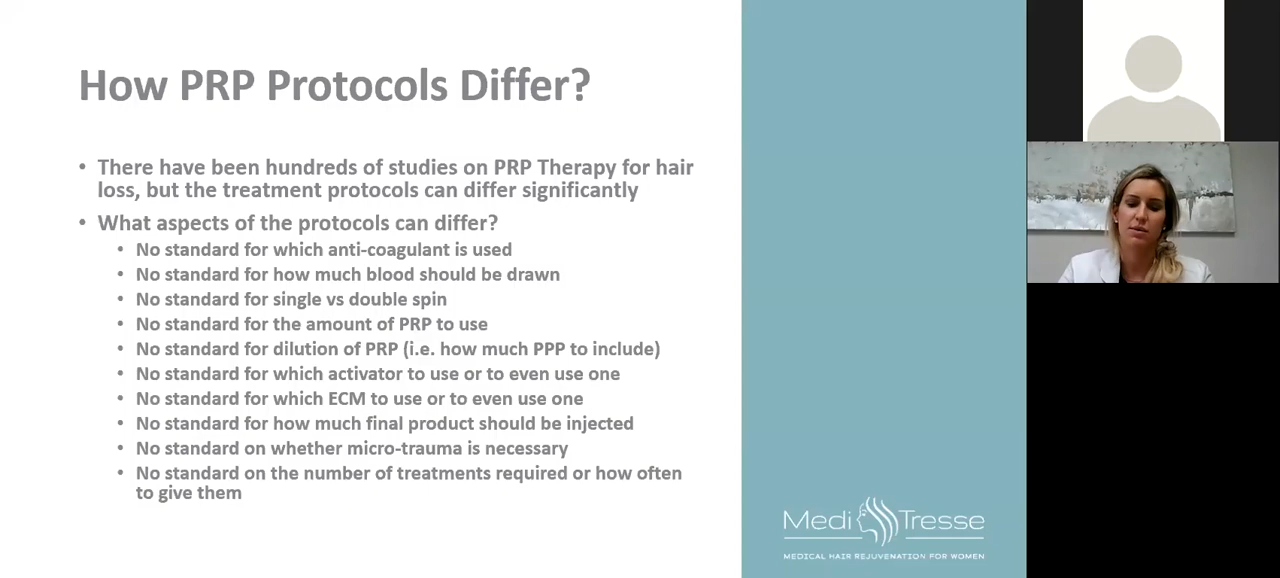 How PRP Protocols Differ?
• There have been hundreds of studies on PRP Therapy for hair
loss, but the treatment protocols can differ significantly
• What aspects of the protocols can differ?
• No standard for which anti-coagulant is used
• No standard for how much blood should be drawn
• No standard for single vs double spin
• No standard for the amount of PRP to use
• No standard for dilution of PRP (i.e. how much PPP to include)
• No standard for which activator to use or to even use one
• No standard for which ECM to use or to even use one
• No standard for how much final product should be injected
• No standard on whether micro-trauma is necessary
• No standard on the number of treatments required or how often
to give them
Medi Tresse
MEDICAL HAIR REJUVENATION FOR WOMEN